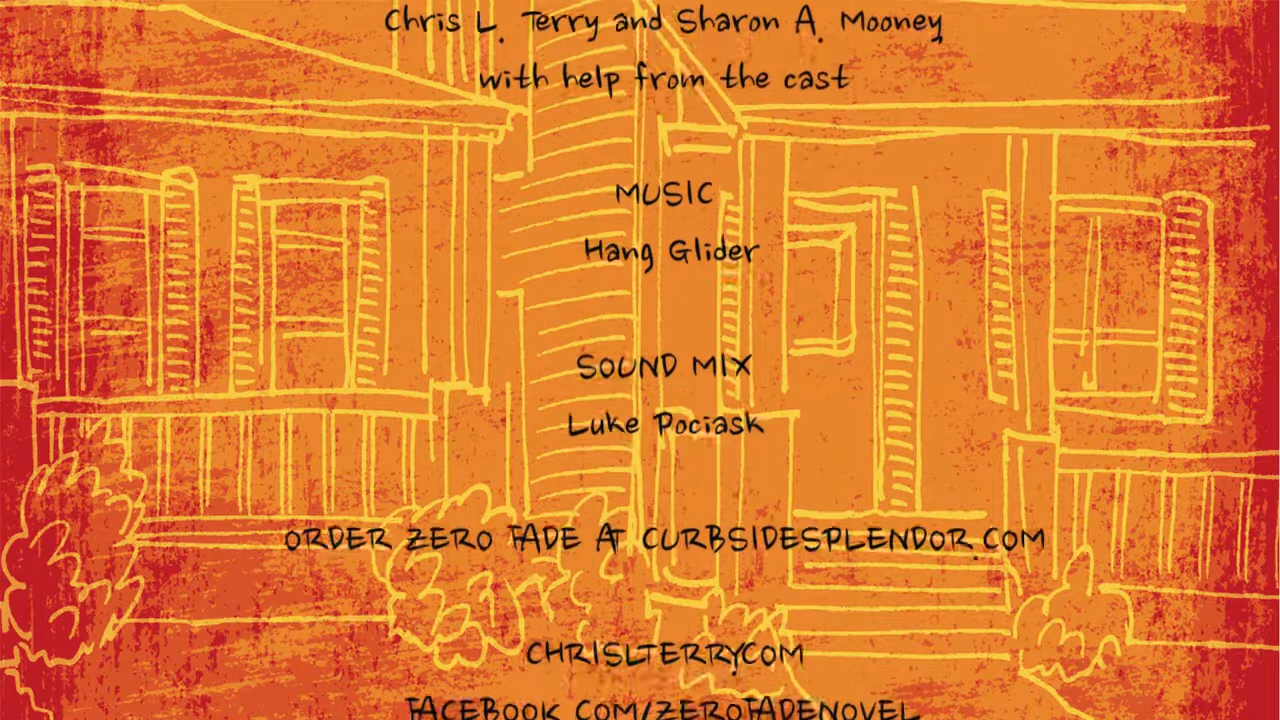 Chris L. Terry and Sharon A. Mooney
with help from the cast
MUSIC
Hang Glider
SOUND MIX
Luke Pociask
ORDER ZERO FADE AT CURBSIDESPLENDOR.COM
CHRISLTERRY.COM
FACEBOOK.COM/ZEROFADENOVEL